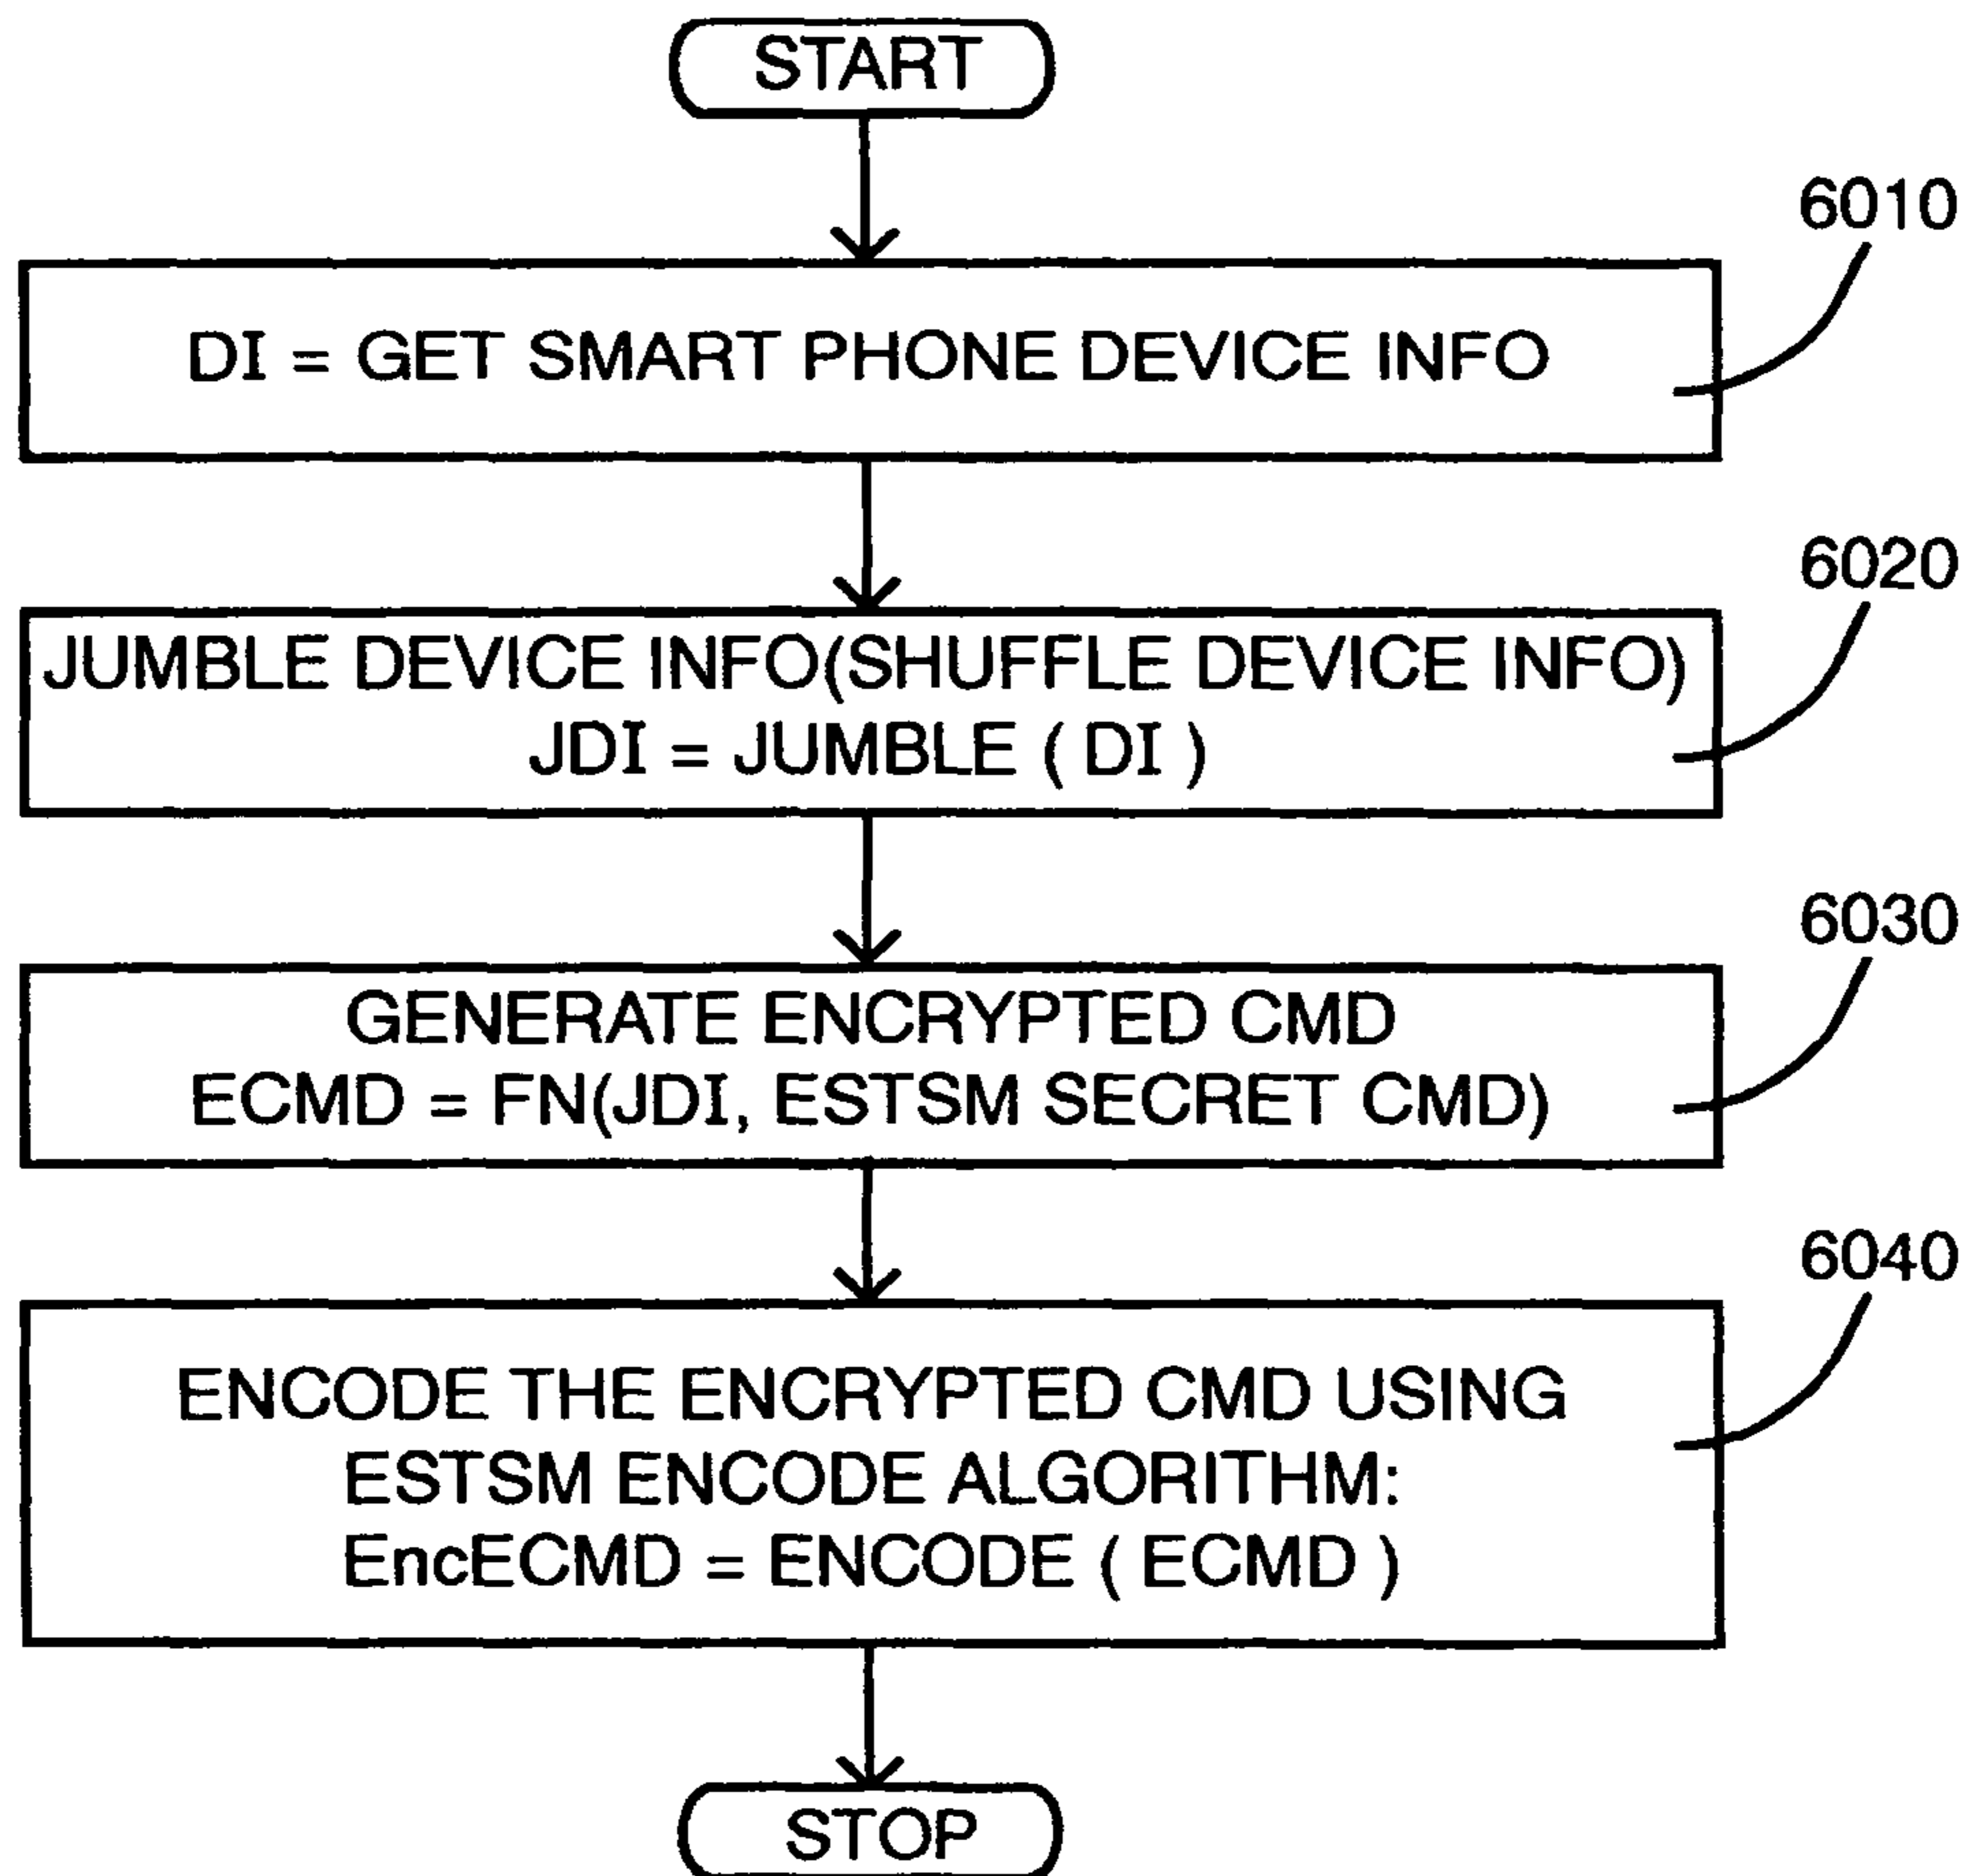 START
6010
DI = GET SMART PHONE DEVICE INFO
6020
JUMBLE DEVICE INFO(SHUFFLE DEVICE INFO)
JDI = JUMBLE ( DI )
6030
GENERATE ENCRYPTED CMD
ECMD = FN(JDI, ESTSM SECRET CMD)
6040
ENCODE THE ENCRYPTED CMD USING
ESTSM ENCODE ALGORITHM:
EncECMD = ENCODE ( ECMD )
STOP